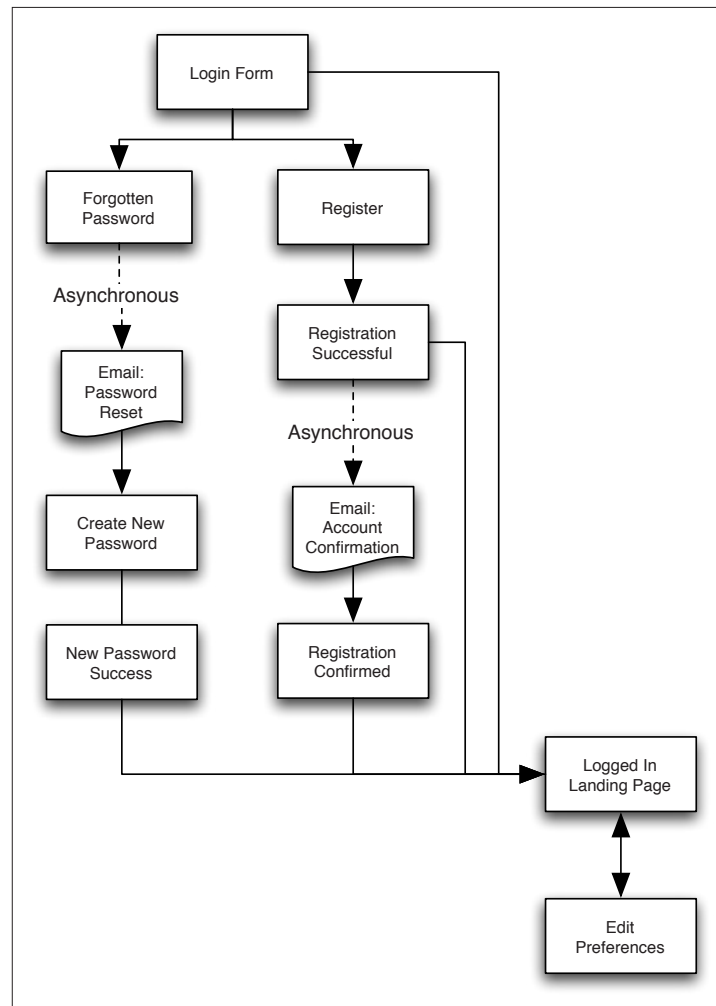 Login Form
Forgotten
Password
Register
Asynchronous
Registration
Successful
Email:
Password
Reset
Asynchronous
Email:
Account
Confirmation
Create New
Password
New Password
Success
Registration
Confirmed
Logged In
Landing Page
Edit
Preferences